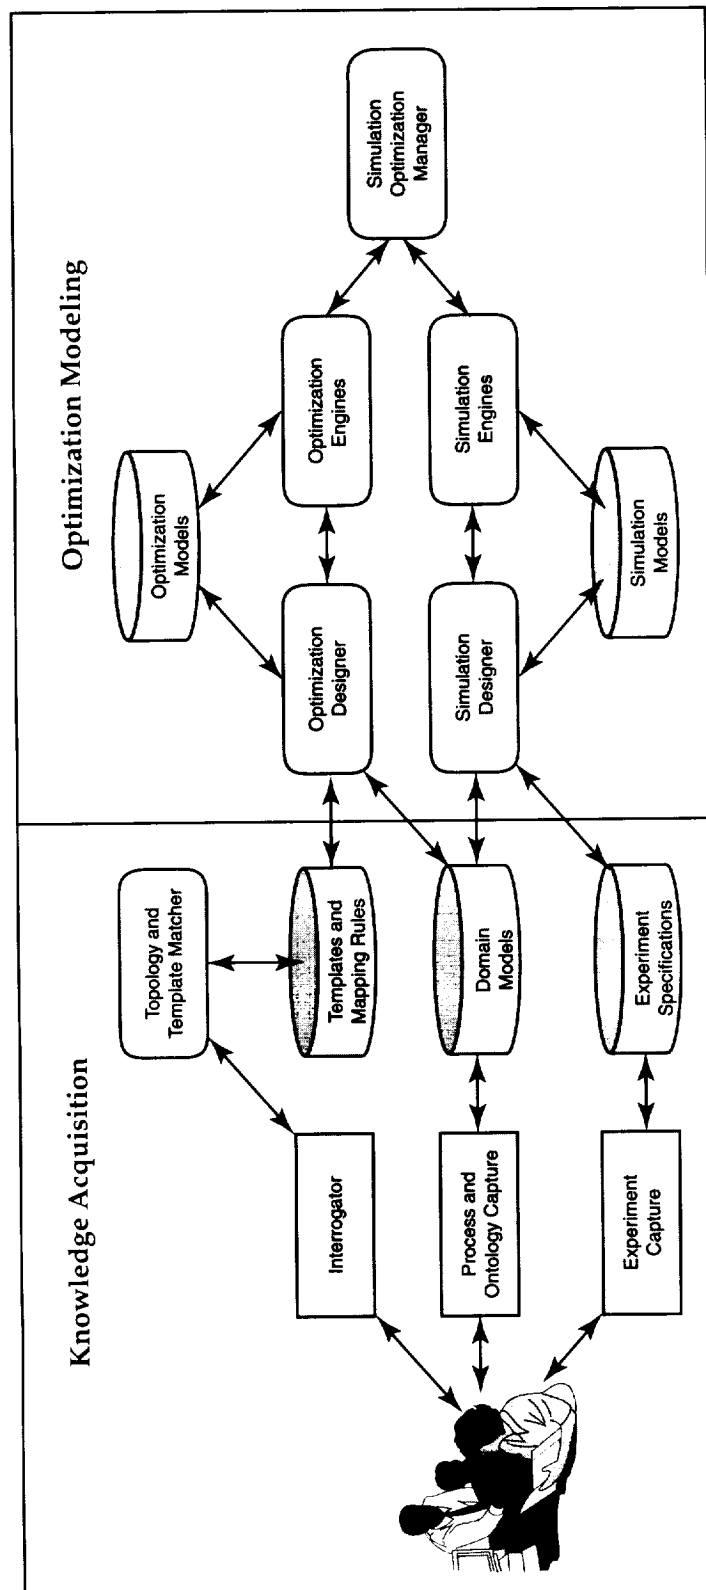 Knowledge Acquisition
Optimization Modeling
Topology and
Template Matcher
Optimization
Models
Interrogator
Templates and
Mapping Rules
Optimization
Designer
Optimization
Engines
Simulation
Optimization
Manager
Process and
Ontology Capture
Domain
Models
Simulation
Designer
Simulation
Engines
Experiment
Capture
Experiment
Specifications
Simulation
Models